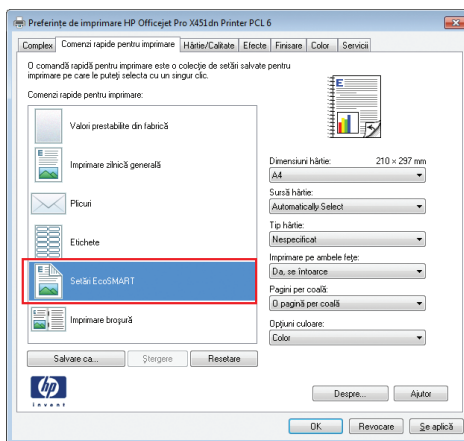 Preferințe de imprimare HP Officejet Pro X451dn Printer PCL 6
Complex
Comenzi rapide pentru imprimare
Hârtie/Calitate
Efecte
Finisare
Color
Servicii
O comandă rapidă pentru imprimare este o colecție de setări salvate pentru
imprimare pe care le puteți selecta cu un singur clic.
Comenzi rapide pentru imprimare:
Valori prestabilite din fabrică
Imprimare zilnică generală
Plicuri
Etichete
Setări EcoSMART
Imprimare broșură
Salvare ca...
Ștergere
Resetare
E
Dimensiuni hârtie: 210 × 297 mm
A4
Sursă hârtie:
Automatically Select
Tip hârtie:
Nespecificat
Imprimare pe ambele fețe:
Da, se întoarce
Pagini per coală:
O pagină per coală
Opțiuni culoare:
Color
hp
invent
Despre...
Ajutor
OK
Revocare
Se aplică